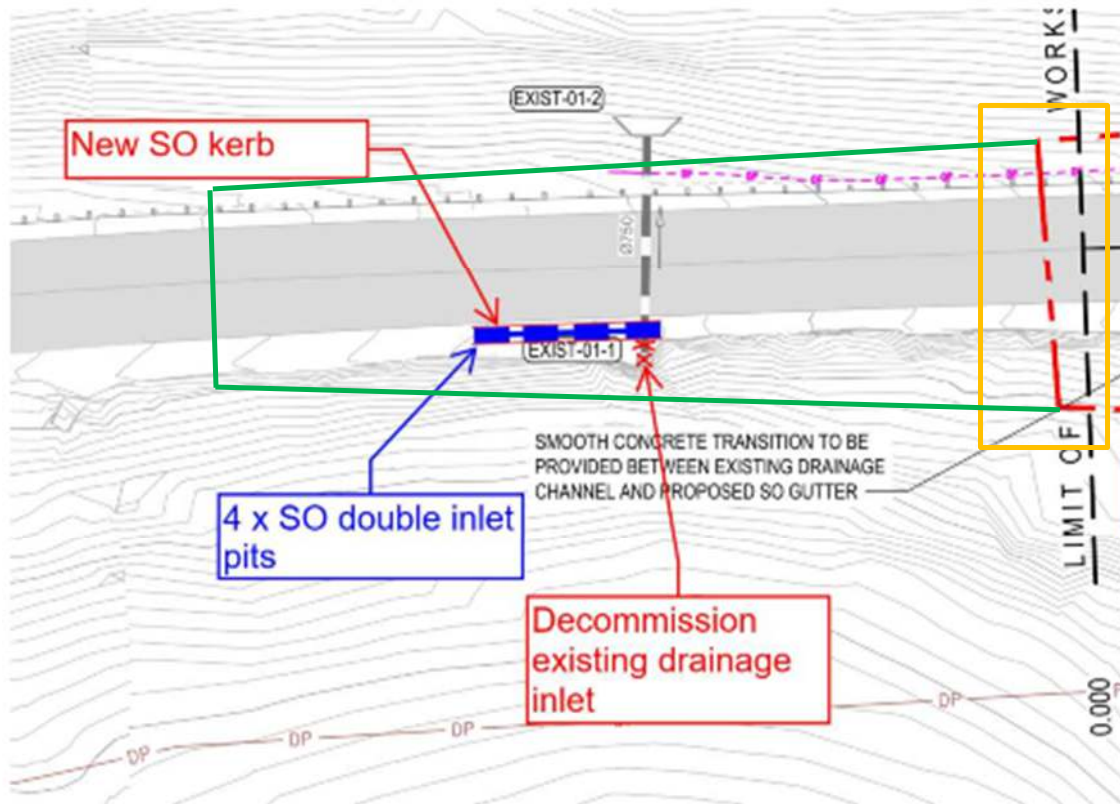 WORKS
EXIST-01-2
New SO kerb
Ø750
EXIST-01-1
SMOOTH CONCRETE TRANSITION TO BE
PROVIDED BETWEEN EXISTING DRAINAGE
CHANNEL AND PROPOSED SO GUTTER
LIMIT OF
4 x SO double inlet
pits
Decommission
existing drainage
inlet
0.000
DP
DP
DP
DP